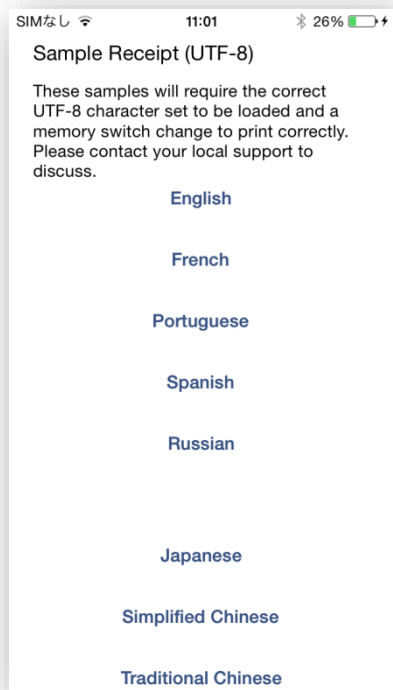 SIMなし 11:01 26%
Sample Receipt (UTF-8)
These samples will require the correct
UTF-8 character set to be loaded and a
memory switch change to print correctly.
Please contact your local support to
discuss.
English
French
Portuguese
Spanish
Russian
Japanese
Simplified Chinese
Traditional Chinese